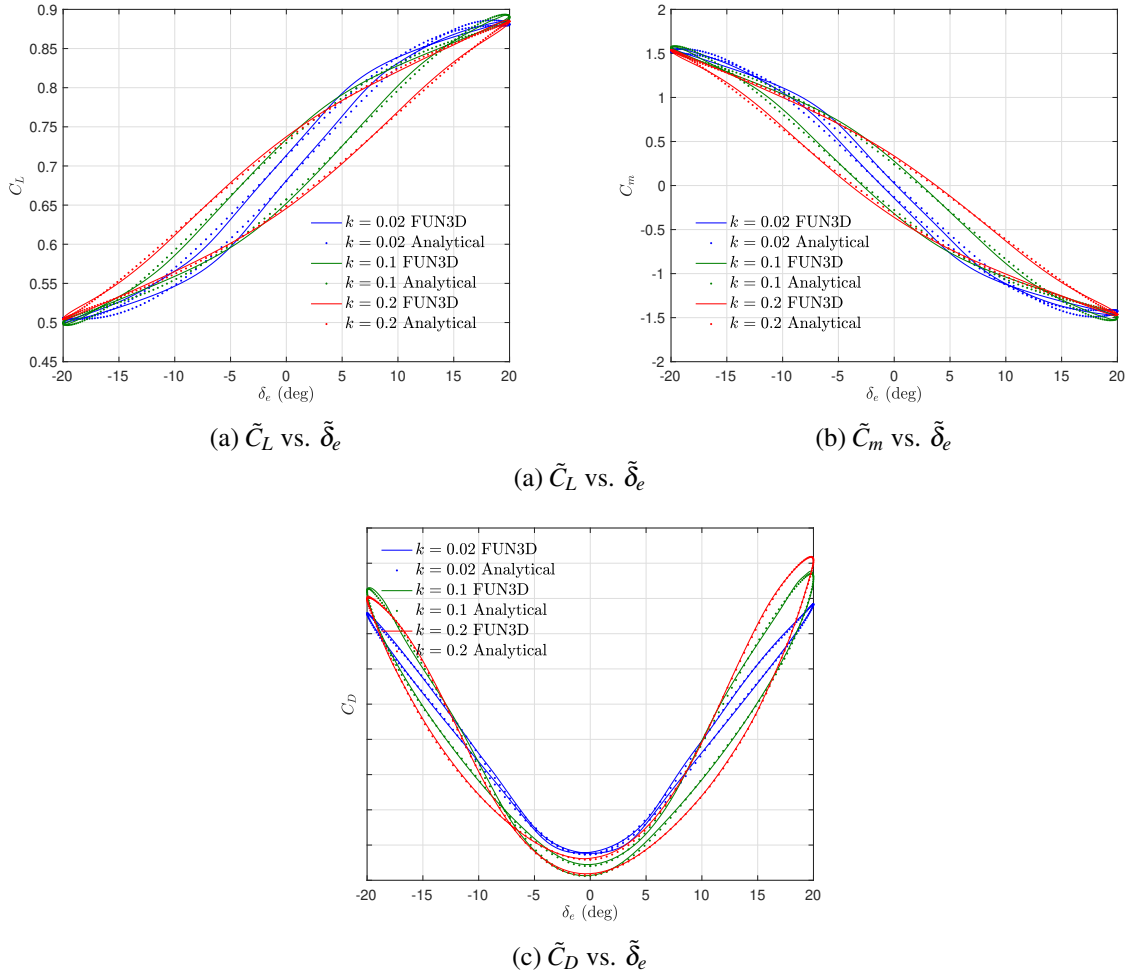 0.9
0.85
0.8
0.75
0.7
0.65
0.6
0.55
0.5
0.45
C_L
-20 -15 -10 -5 0 5 10 15 20
δ_e (deg)
k = 0.02 FUN3D
k = 0.02 Analytical
k = 0.1 FUN3D
k = 0.1 Analytical
k = 0.2 FUN3D
k = 0.2 Analytical
(a) C̃_L vs. δ̃_e
2
1.5
1
0.5
0
-0.5
-1
-1.5
-2
C_m
-20 -15 -10 -5 0 5 10 15 20
δ_e (deg)
k = 0.02 FUN3D
k = 0.02 Analytical
k = 0.1 FUN3D
k = 0.1 Analytical
k = 0.2 FUN3D
k = 0.2 Analytical
(b) C̃_m vs. δ̃_e
(a) C̃_L vs. δ̃_e
C_D
k = 0.02 FUN3D
k = 0.02 Analytical
k = 0.1 FUN3D
k = 0.1 Analytical
k = 0.2 FUN3D
k = 0.2 Analytical
-20 -15 -10 -5 0 5 10 15 20
δ_e (deg)
(c) C̃_D vs. δ̃_e